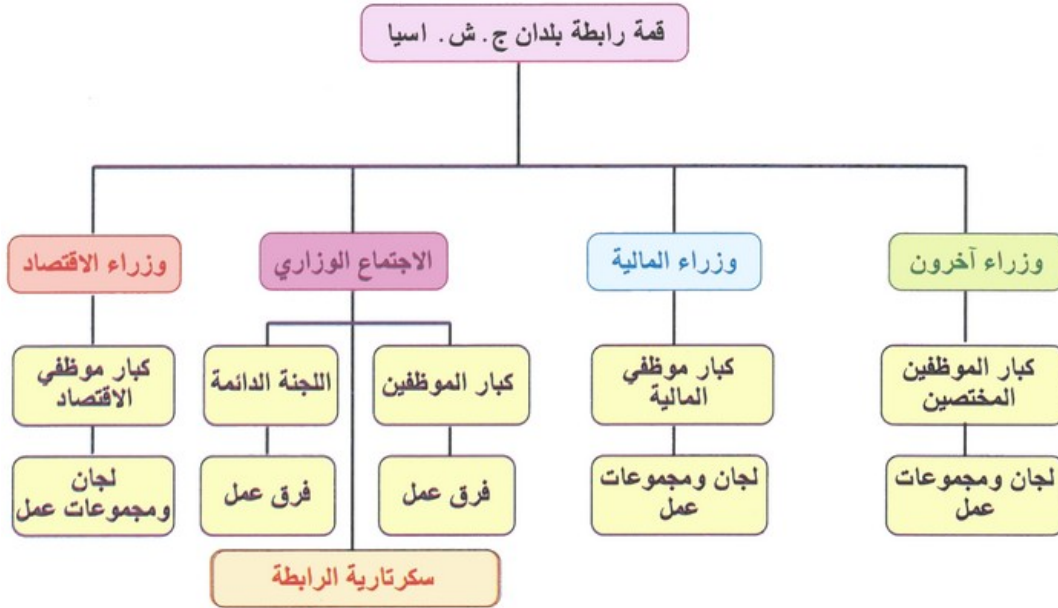 قمة رابطة بلدان ج. ش. اسيا
وزراء آخرون
وزراء المالية
الاجتماع الوزاري
وزراء الاقتصاد
كبار الموظفين
المختصين
كبار موظفي
المالية
كبار الموظفين
اللجنة الدائمة
كبار موظفي
الاقتصاد
لجان ومجموعات
عمل
لجان ومجموعات
عمل
فرق عمل
فرق عمل
لجان
ومجموعات عمل
سكرتارية الرابطة